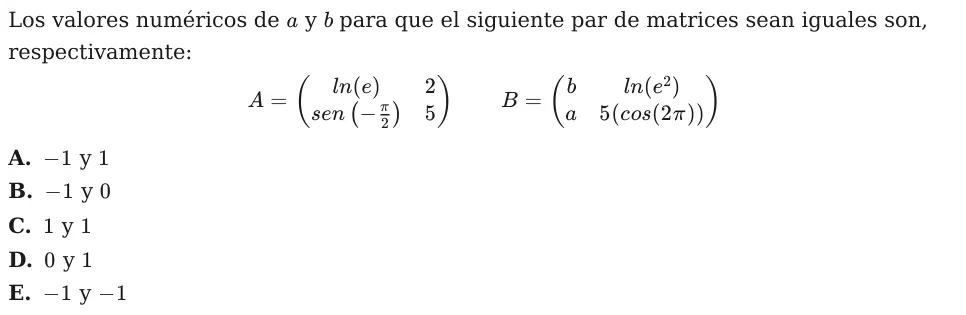 Los valores numéricos de a y b para que el siguiente par de matrices sean iguales son,
respectivamente:
A = ( ln(e) 2 ; sen (−π/2) 5 ) B = ( b ln(e²) ; a 5(cos(2π)) )
A. −1 y 1
B. −1 y 0
C. 1 y 1
D. 0 y 1
E. −1 y −1